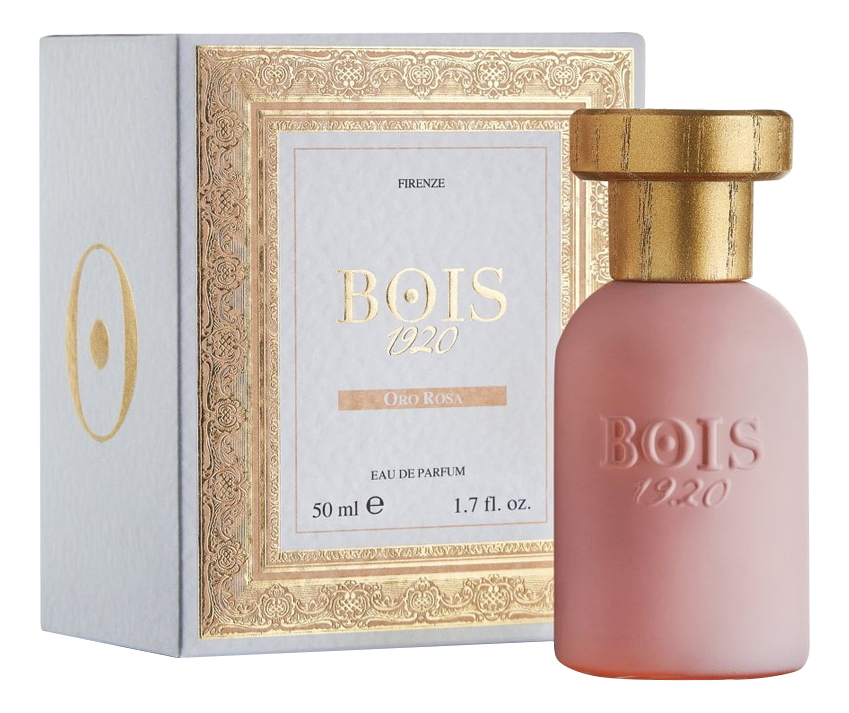 FIRENZE
BOIS
1920
ORO ROSA
EAU DE PARFUM
50 ml ℮
1.7 fl. oz.
BOIS
1920